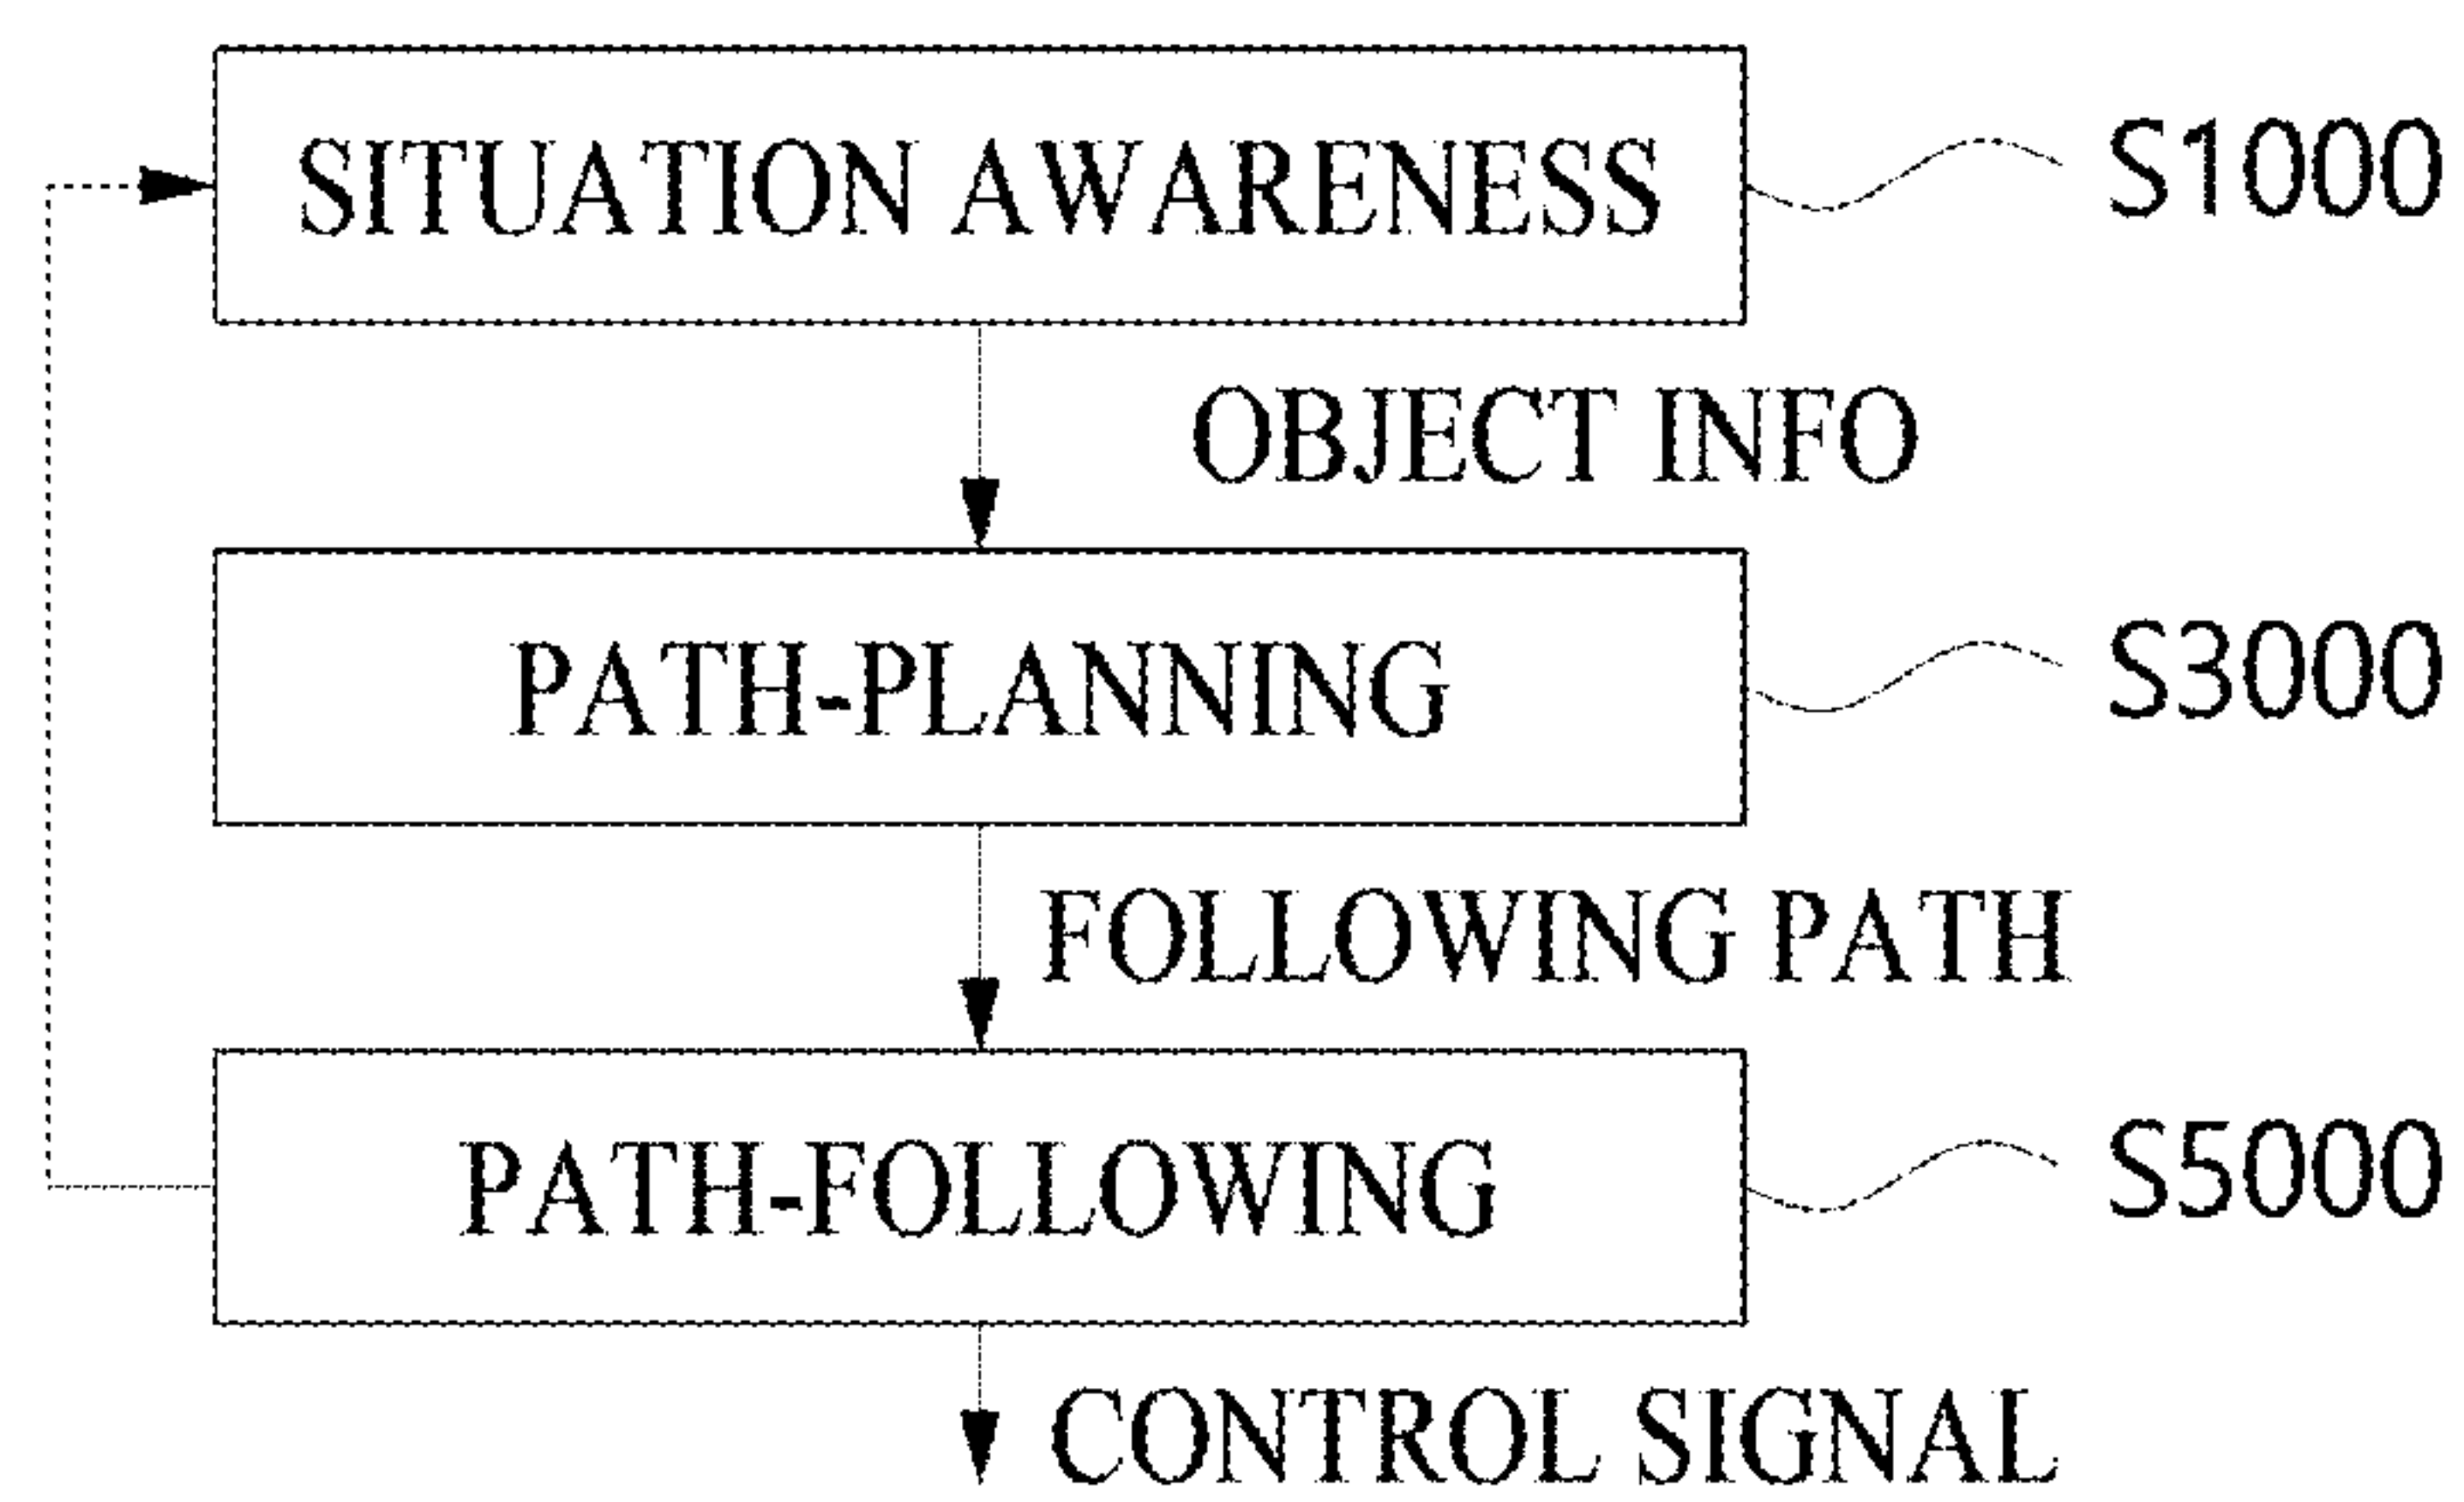 SITUATION AWARENESS S1000
OBJECT INFO
PATH-PLANNING S3000
FOLLOWING PATH
PATH-FOLLOWING S5000
CONTROL SIGNAL